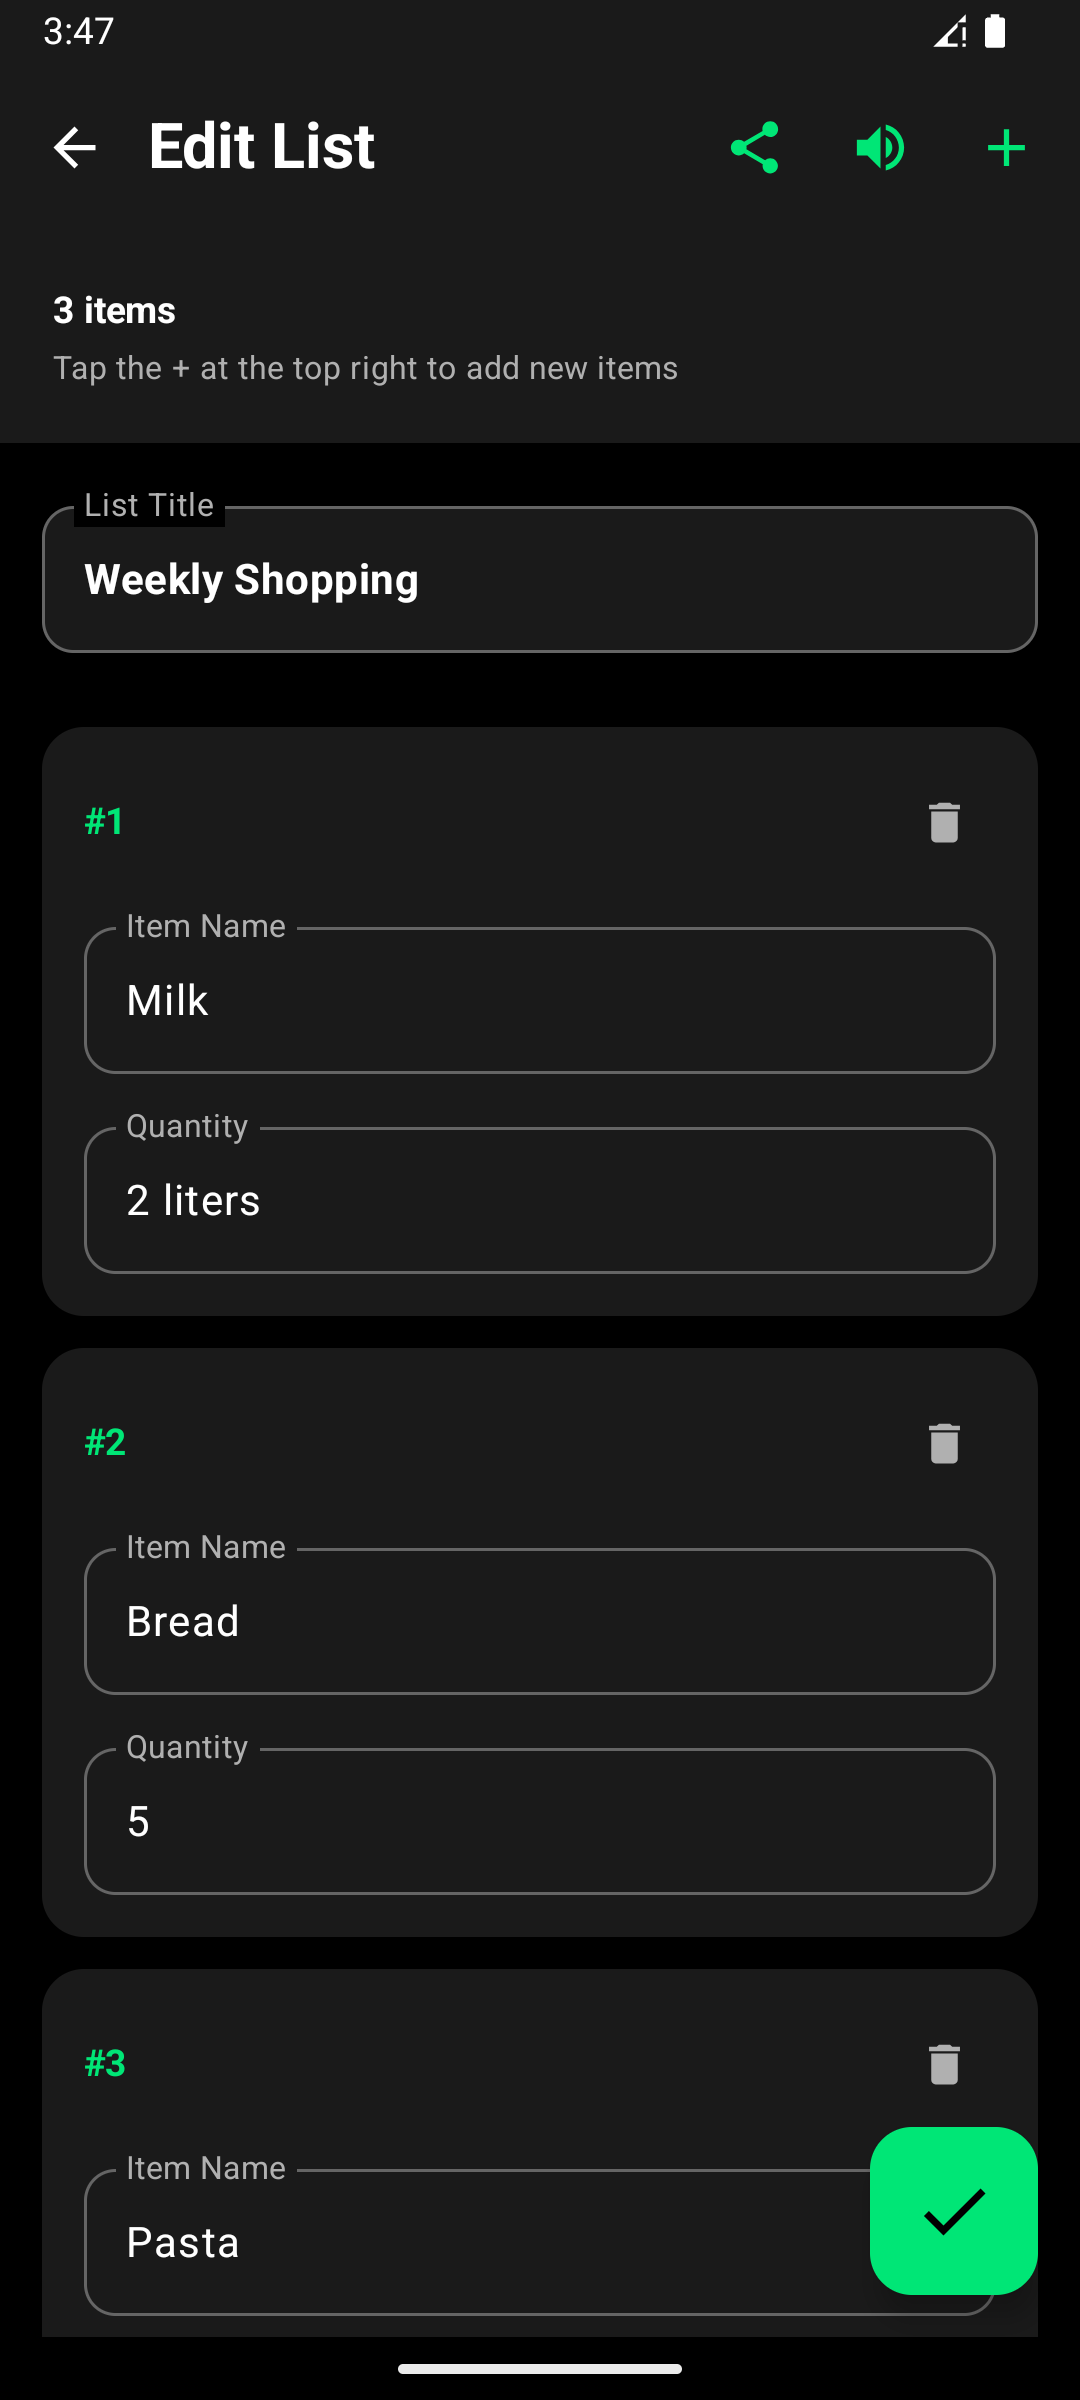 3:47
Edit List
3 items
Tap the + at the top right to add new items
List Title
Weekly Shopping
#1
Item Name
Milk
Quantity
2 liters
#2
Item Name
Bread
Quantity
5
#3
Item Name
Pasta